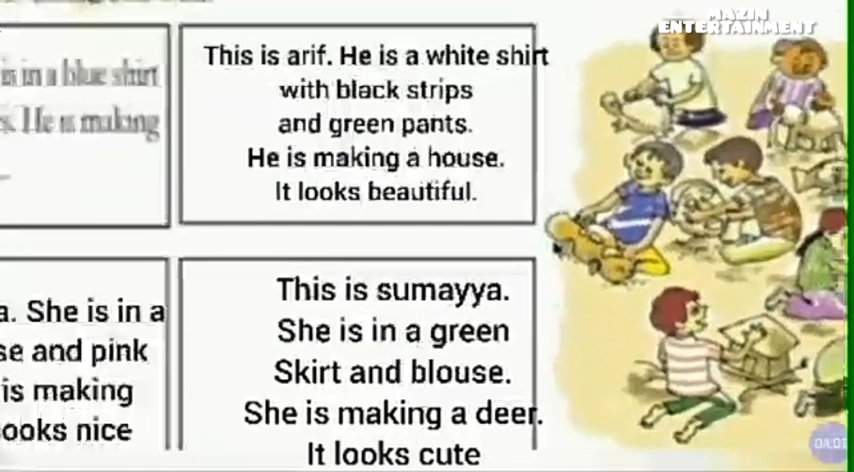 MAZIN
ENTERTAINMENT
is in a blue shirt
s. He is making
This is arif. He is a white shirt
with black strips
and green pants.
He is making a house.
It looks beautiful.
a. She is in a
se and pink
is making
ooks nice
This is sumayya.
She is in a green
Skirt and blouse.
She is making a deer.
It looks cute